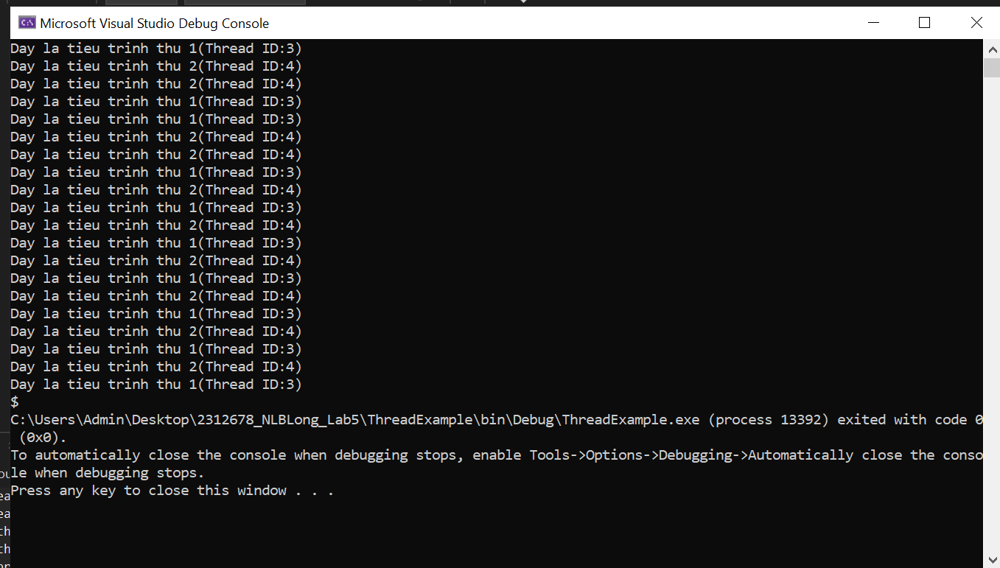 Microsoft Visual Studio Debug Console
Day la tieu trinh thu 1(Thread ID:3)
Day la tieu trinh thu 2(Thread ID:4)
Day la tieu trinh thu 2(Thread ID:4)
Day la tieu trinh thu 1(Thread ID:3)
Day la tieu trinh thu 1(Thread ID:3)
Day la tieu trinh thu 2(Thread ID:4)
Day la tieu trinh thu 2(Thread ID:4)
Day la tieu trinh thu 1(Thread ID:3)
Day la tieu trinh thu 2(Thread ID:4)
Day la tieu trinh thu 1(Thread ID:3)
Day la tieu trinh thu 2(Thread ID:4)
Day la tieu trinh thu 1(Thread ID:3)
Day la tieu trinh thu 2(Thread ID:4)
Day la tieu trinh thu 1(Thread ID:3)
Day la tieu trinh thu 2(Thread ID:4)
Day la tieu trinh thu 1(Thread ID:3)
Day la tieu trinh thu 2(Thread ID:4)
Day la tieu trinh thu 1(Thread ID:3)
Day la tieu trinh thu 2(Thread ID:4)
Day la tieu trinh thu 1(Thread ID:3)
$
C:\Users\Admin\Desktop\2312678_NLBLong_Lab5\ThreadExample\bin\Debug\ThreadExample.exe (process 13392) exited with code 0
 (0x0).
To automatically close the console when debugging stops, enable Tools->Options->Debugging->Automatically close the conso
le when debugging stops.
Press any key to close this window . . .